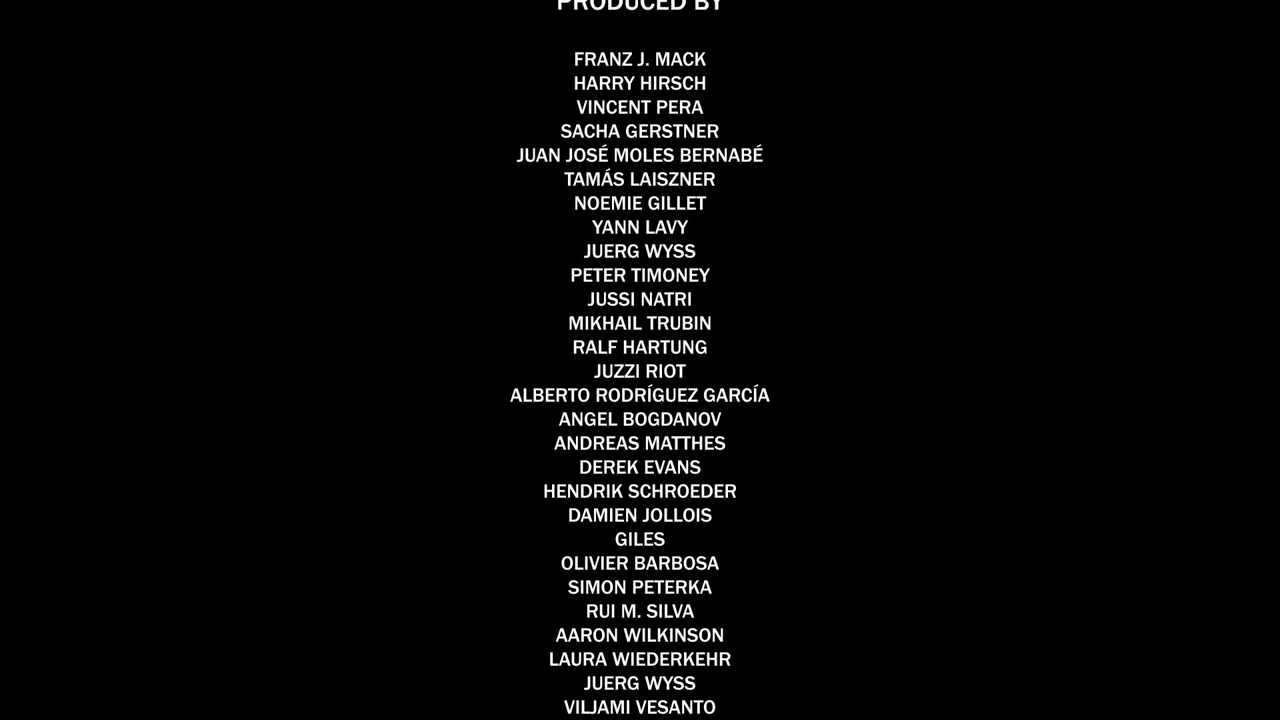 PRODUCED BY
FRANZ J. MACK
HARRY HIRSCH
VINCENT PERA
SACHA GERSTNER
JUAN JOSÉ MOLES BERNABÉ
TAMÁS LAISZNER
NOEMIE GILLET
YANN LAVY
JUERG WYSS
PETER TIMONEY
JUSSI NATRI
MIKHAIL TRUBIN
RALF HARTUNG
JUZZI RIOT
ALBERTO RODRÍGUEZ GARCÍA
ANGEL BOGDANOV
ANDREAS MATTHES
DEREK EVANS
HENDRIK SCHROEDER
DAMIEN JOLLOIS
GILES
OLIVIER BARBOSA
SIMON PETERKA
RUI M. SILVA
AARON WILKINSON
LAURA WIEDERKEHR
JUERG WYSS
VILJAMI VESANTO